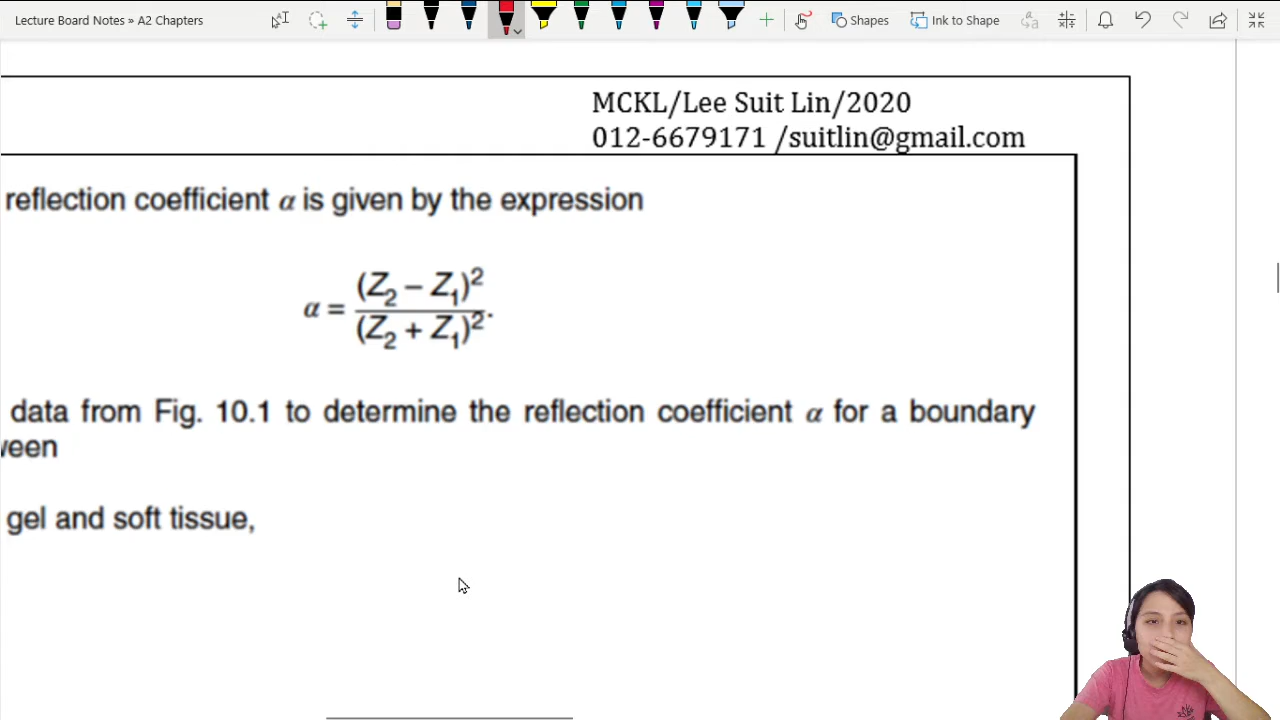 Lecture Board Notes » A2 Chapters
Shapes
Ink to Shape
MCKL/Lee Suit Lin/2020
012-6679171 /suitlin@gmail.com
reflection coefficient α is given by the expression
α = (Z₂ – Z₁)² / (Z₂ + Z₁)².
data from Fig. 10.1 to determine the reflection coefficient α for a boundary
een
gel and soft tissue,